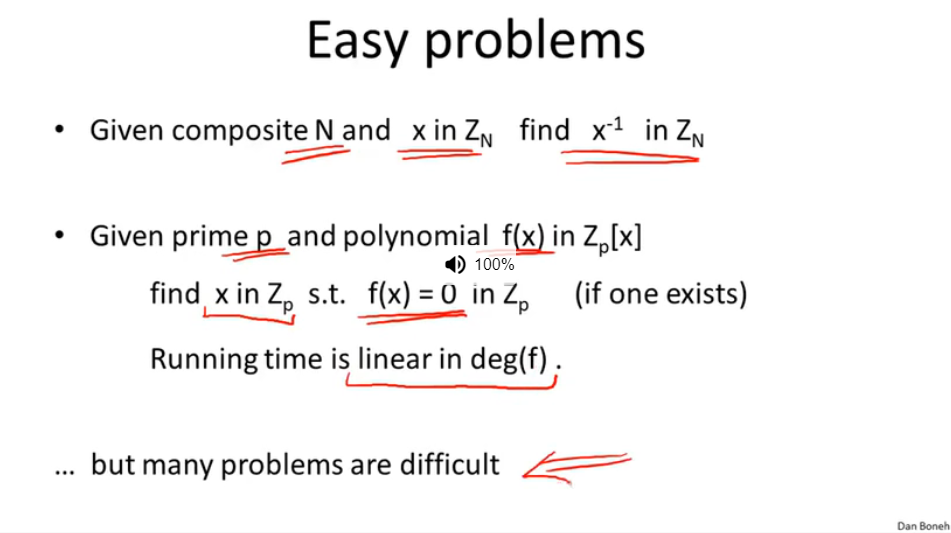 Easy problems
• Given composite N and x in Z_N find x^-1 in Z_N
• Given prime p and polynomial f(x) in Z_p[x]
100%
find x in Z_p s.t. f(x) = 0 in Z_p (if one exists)
Running time is linear in deg(f) .
... but many problems are difficult
Dan Boneh